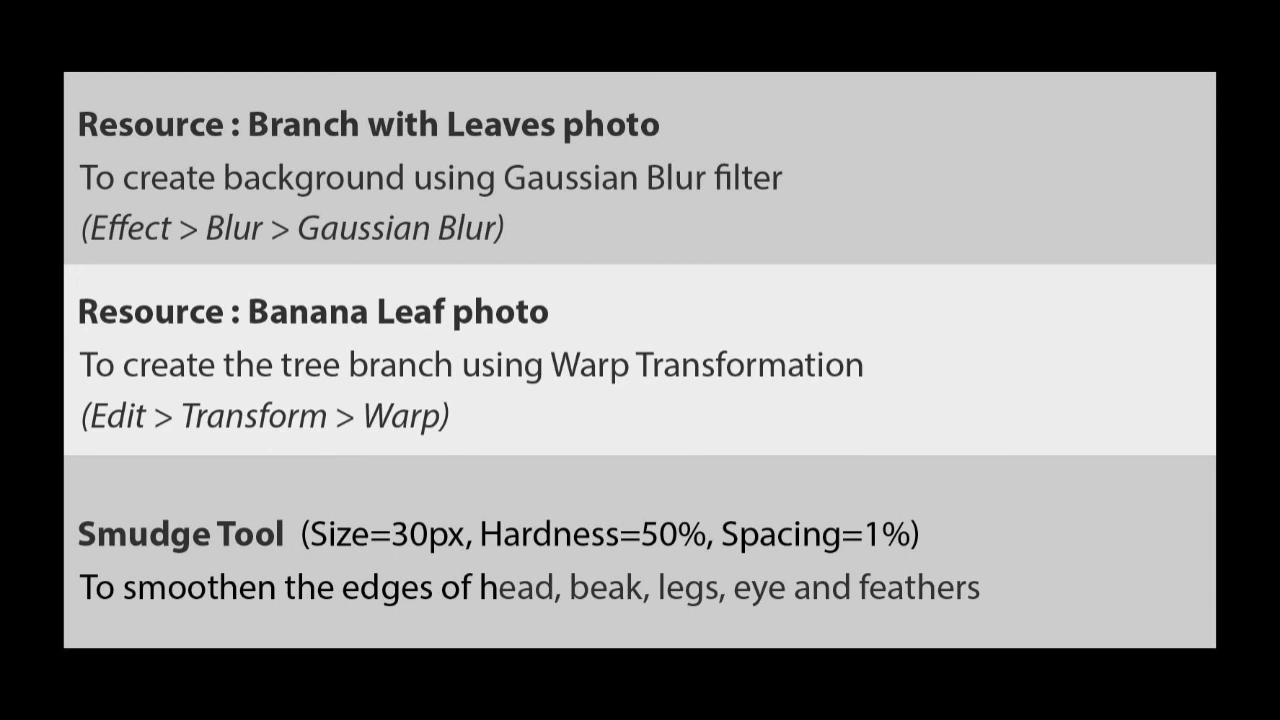 Resource : Branch with Leaves photo
To create background using Gaussian Blur filter
(Effect > Blur > Gaussian Blur)
Resource : Banana Leaf photo
To create the tree branch using Warp Transformation
(Edit > Transform > Warp)
Smudge Tool (Size=30px, Hardness=50%, Spacing=1%)
To smoothen the edges of head, beak, legs, eye and feathers